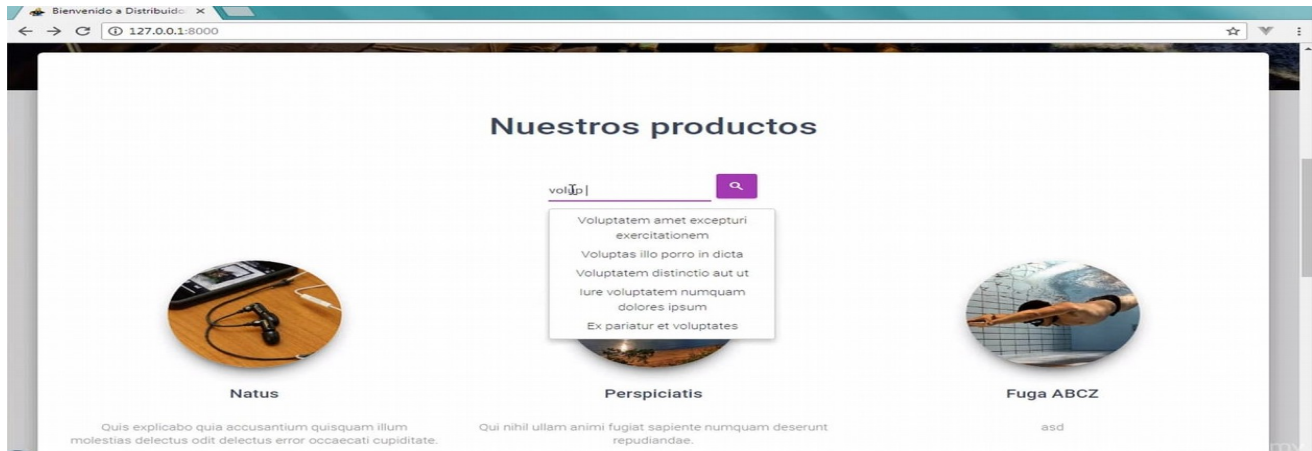 Bienvenido a Distribuido
127.0.0.1:8000
Nuestros productos
volup
Voluptatem amet excepturi
exercitationem
Voluptas illo porro in dicta
Voluptatem distinctio aut ut
Iure voluptatem numquam
dolores ipsum
Ex pariatur et voluptates
Natus
Perspiciatis
Fuga ABCZ
Quis explicabo quia accusantium quisquam illum
molestias delectus odit delectus error occaecati cupiditate.
Qui nihil ullam animi fugiat sapiente numquam deserunt
repudiandae.
asd